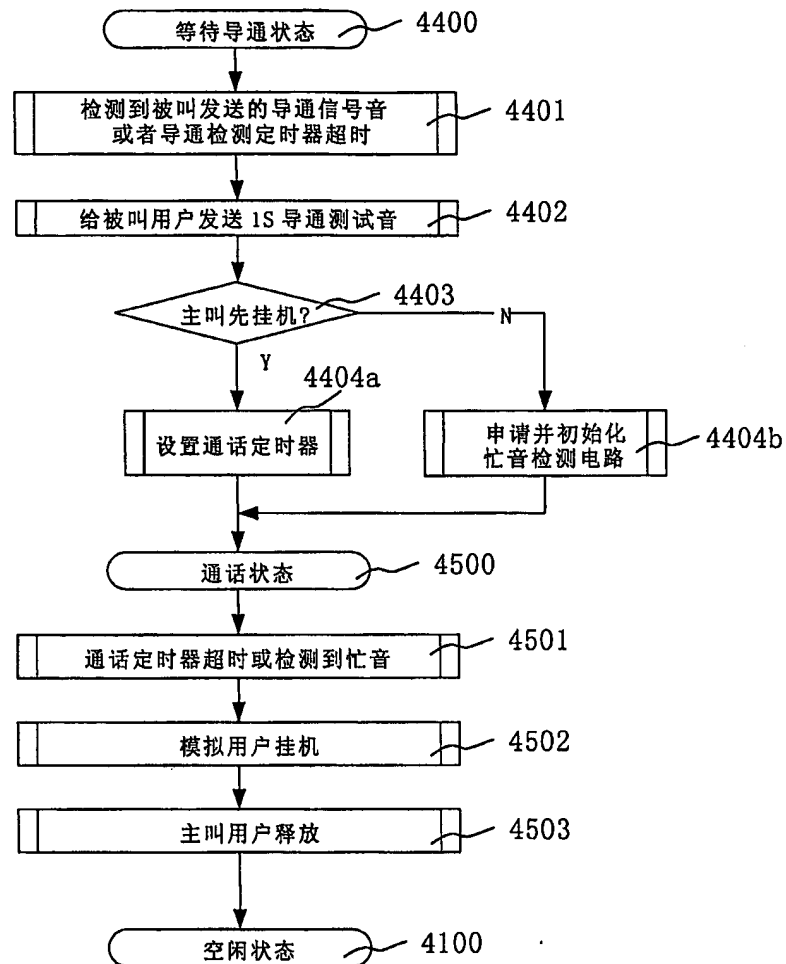 等待导通状态 4400
检测到被叫发送的导通信号音
或者导通检测定时器超时
4401
给被叫用户发送 1S 导通测试音 4402
主叫先挂机? 4403
N
Y
4404a
设置通话定时器
申请并初始化
忙音检测电路
4404b
通话状态 4500
通话定时器超时或检测到忙音 4501
模拟用户挂机 4502
主叫用户释放 4503
空闲状态 4100